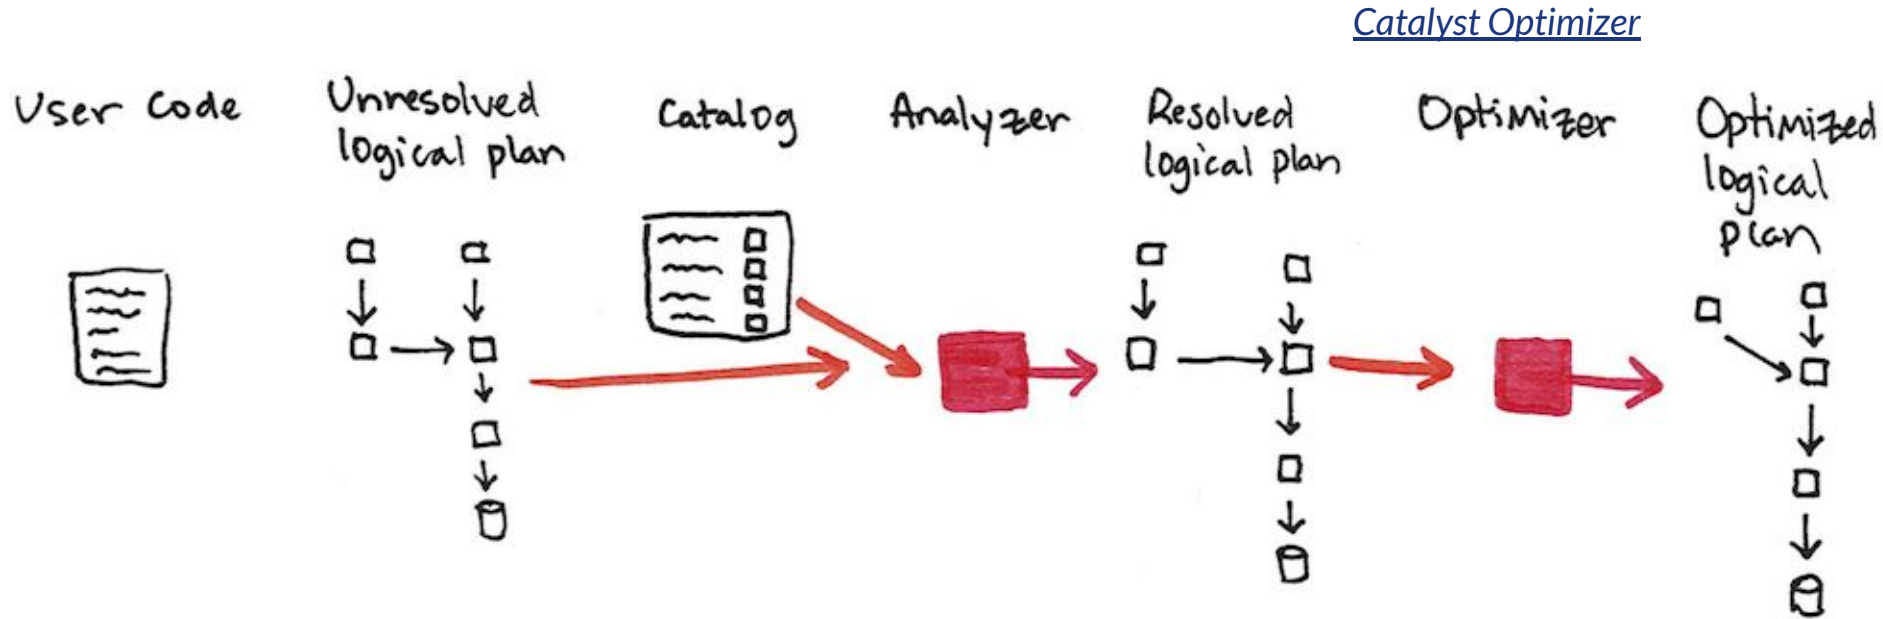 Catalyst Optimizer
User Code
Unresolved
logical plan
Catalog
Analyzer
Resolved
logical plan
Optimizer
Optimized
logical
plan